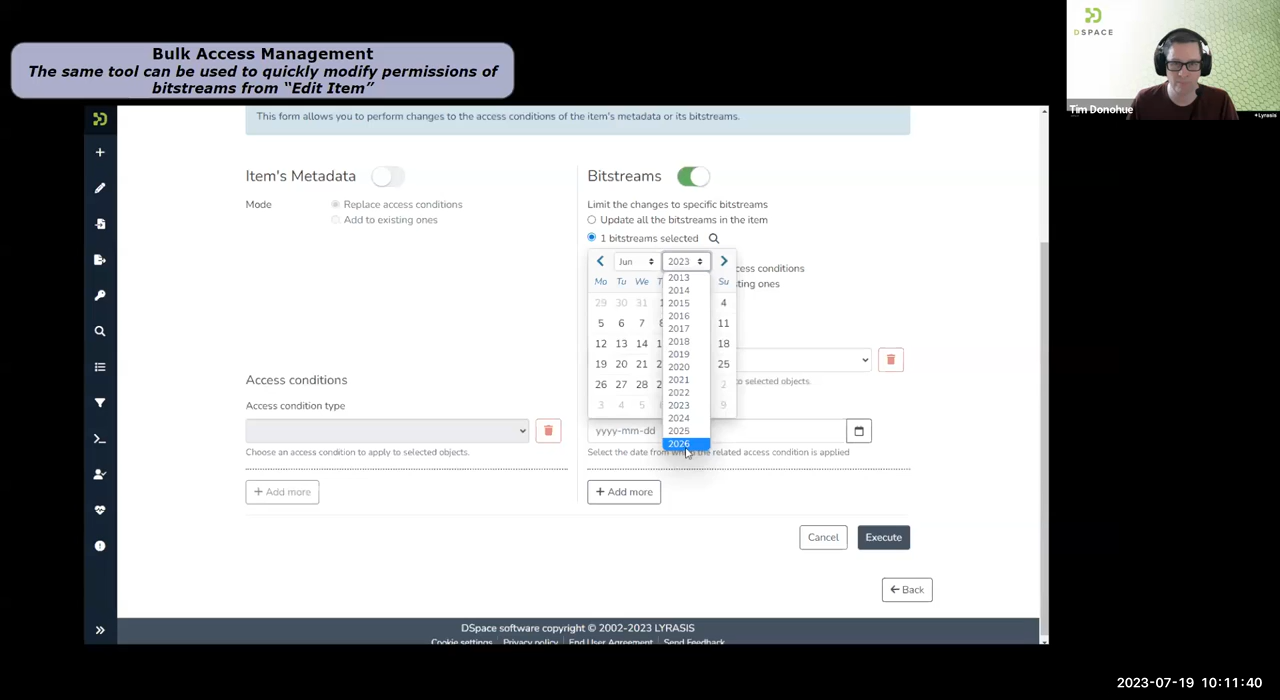 Bulk Access Management
The same tool can be used to quickly modify permissions of
bitstreams from “Edit Item”
DSPACE
Tim Donohue
Lyrasis
This form allows you to perform changes to the access conditions of the item's metadata or its bitstreams.
Item's Metadata
Mode
Replace access conditions
Add to existing ones
Access conditions
Access condition type
Choose an access condition to apply to selected objects.
+ Add more
Bitstreams
Limit the changes to specific bitstreams
Update all the bitstreams in the item
1 bitstreams selected
Jun 2023
Mo Tu We Su
29 30 31 4
5 6 7 11
12 13 14 18
19 20 21 25
26 27 28 2
3 4 5 9
2013
2014
2015
2016
2017
2018
2019
2020
2021
2022
2023
2024
2025
2026
ess conditions
ting ones
to selected objects.
yyyy-mm-dd
Select the date from which the related access condition is applied
+ Add more
Cancel
Execute
Back
DSpace software copyright © 2002-2023 LYRASIS
Cookie settings Privacy policy End User Agreement Send Feedback
2023-07-19 10:11:40